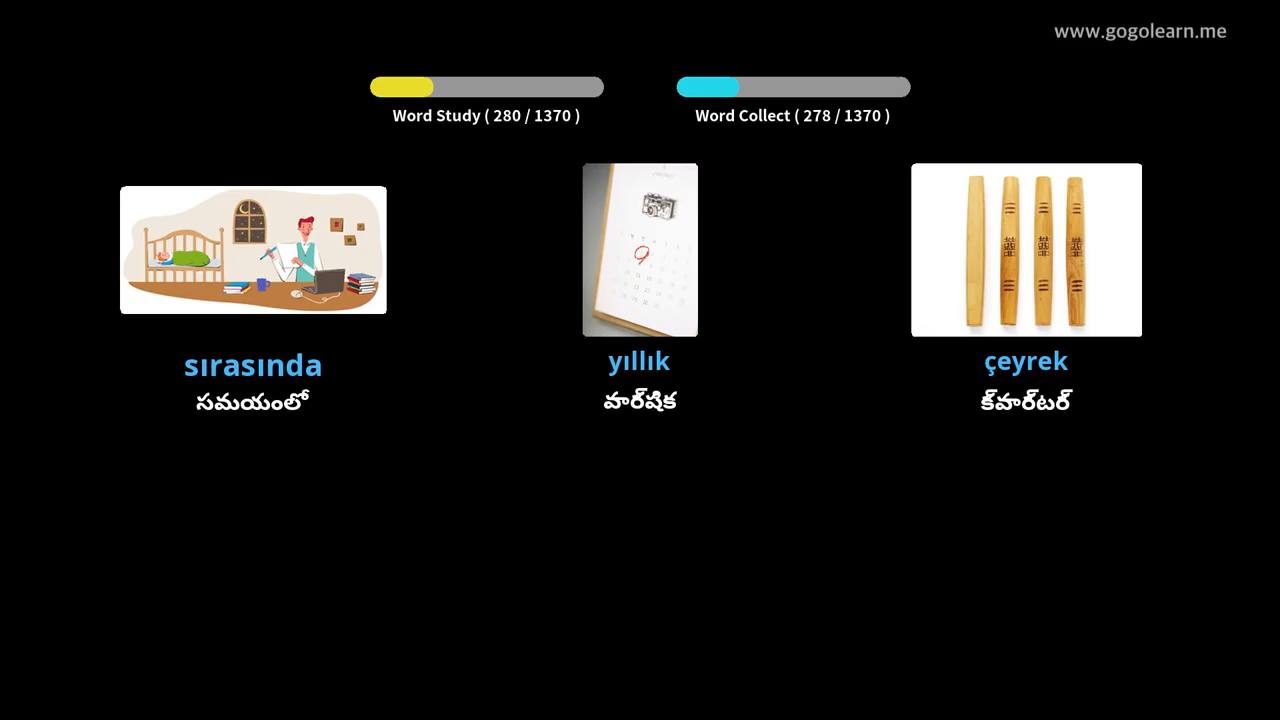 www.gogolearn.me
Word Study ( 280 / 1370 )
Word Collect ( 278 / 1370 )
sırasında
yıllık
çeyrek
సమయంలో
వార్‌షిక
క్‌వార్‌టర్